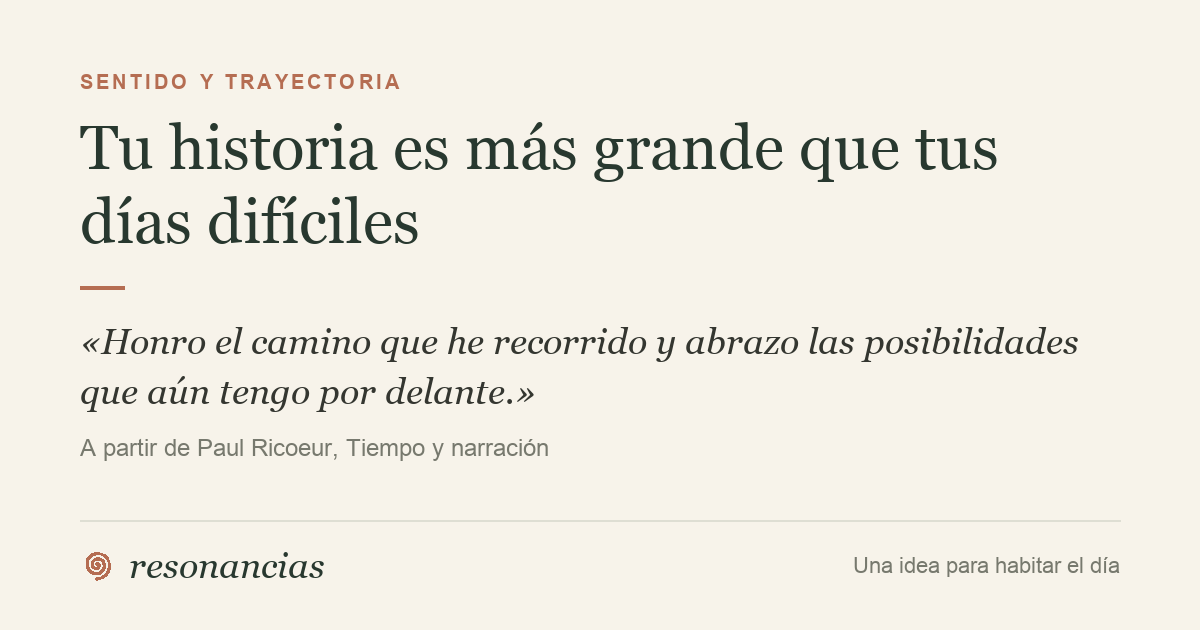 SENTIDO Y TRAYECTORIA
Tu historia es más grande que tus
días difíciles
«Honro el camino que he recorrido y abrazo las posibilidades
que aún tengo por delante.»
A partir de Paul Ricoeur, Tiempo y narración
resonancias
Una idea para habitar el día